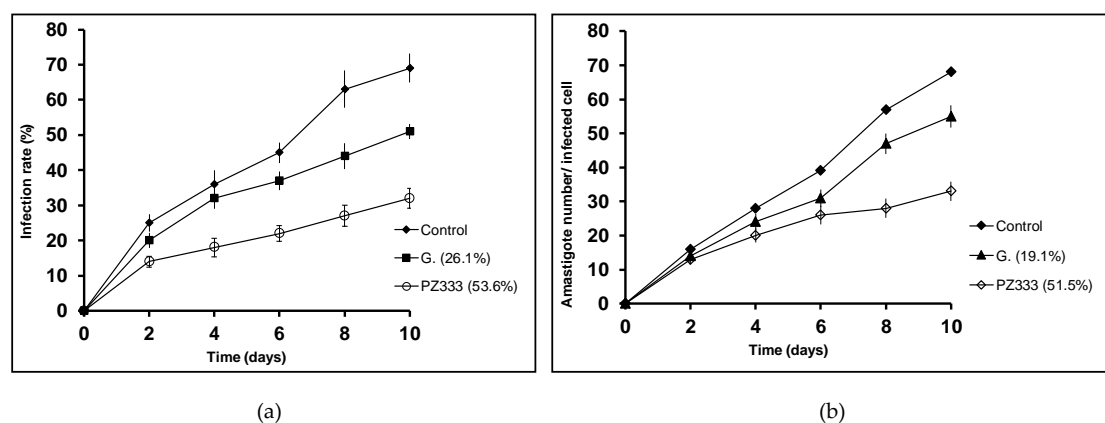 80
70
60
50
40
30
20
10
0
Infection rate (%)
Control
G. (26.1%)
PZ333 (53.6%)
0 2 4 6 8 10
Time (days)
(a)
80
70
60
50
40
30
20
10
0
Amastigote number/ infected cell
Control
G. (19.1%)
PZ333 (51.5%)
0 2 4 6 8 10
Time (days)
(b)